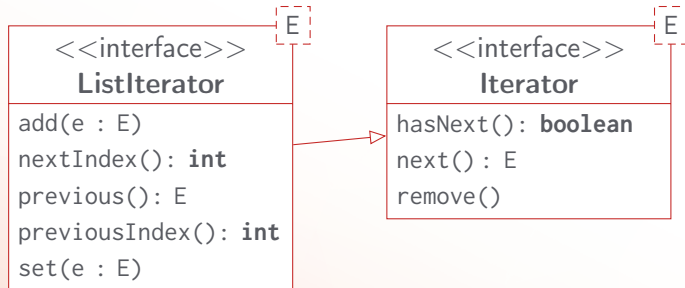 E
<<interface>>
ListIterator
add(e : E)
nextIndex(): int
previous(): E
previousIndex(): int
set(e : E)
E
<<interface>>
Iterator
hasNext(): boolean
next(): E
remove()